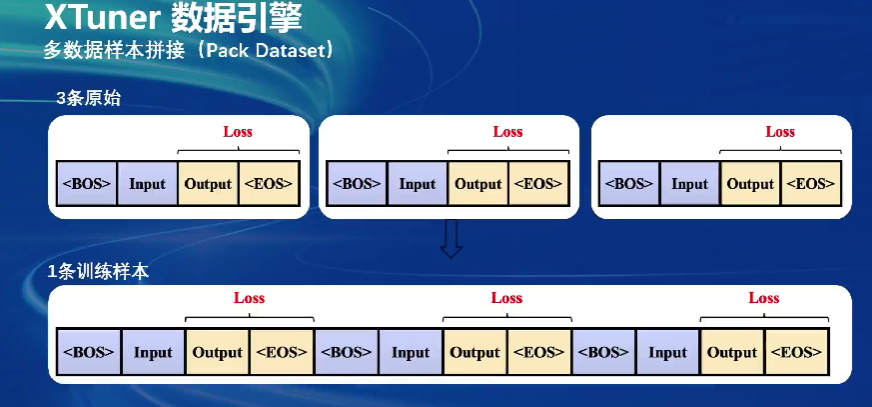 XTuner 数据引擎
多数据样本拼接（Pack Dataset）
3条原始
Loss Loss Loss
<BOS> Input Output <EOS> <BOS> Input Output <EOS> <BOS> Input Output <EOS>
1条训练样本
Loss Loss Loss
<BOS> Input Output <EOS> <BOS> Input Output <EOS> <BOS> Input Output <EOS>